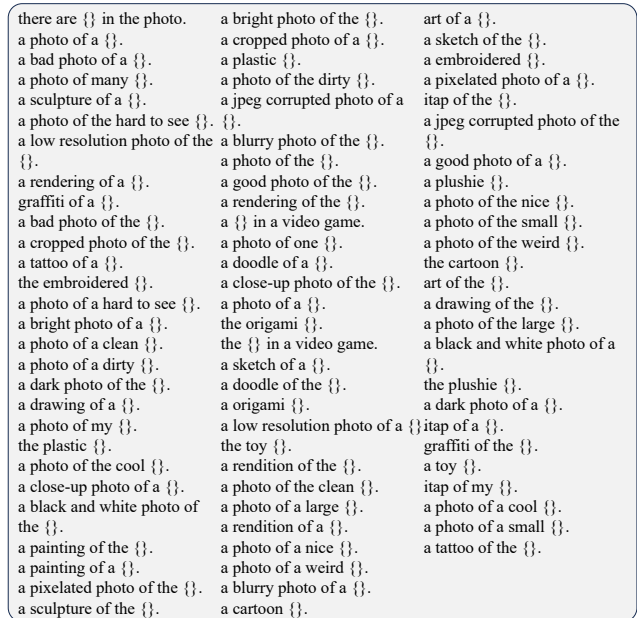 there are {} in the photo.
a photo of a {}.
a bad photo of a {}.
a photo of many {}.
a sculpture of a {}.
a photo of the hard to see {}.
a low resolution photo of the
{}.
a rendering of a {}.
graffiti of a {}.
a bad photo of the {}.
a cropped photo of the {}.
a tattoo of a {}.
the embroidered {}.
a photo of a hard to see {}.
a bright photo of a {}.
a photo of a clean {}.
a photo of a dirty {}.
a dark photo of the {}.
a drawing of a {}.
a photo of my {}.
the plastic {}.
a photo of the cool {}.
a close-up photo of a {}.
a black and white photo of
the {}.
a painting of the {}.
a painting of a {}.
a pixelated photo of the {}.
a sculpture of the {}.
a bright photo of the {}.
a cropped photo of a {}.
a plastic {}.
a photo of the dirty {}.
a jpeg corrupted photo of a
{}.
a blurry photo of the {}.
a photo of the {}.
a good photo of the {}.
a rendering of the {}.
a {} in a video game.
a photo of one {}.
a doodle of a {}.
a close-up photo of the {}.
a photo of a {}.
the origami {}.
the {} in a video game.
a sketch of a {}.
a doodle of the {}.
a origami {}.
a low resolution photo of a {}
the toy {}.
a rendition of the {}.
a photo of the clean {}.
a photo of a large {}.
a rendition of a {}.
a photo of a nice {}.
a photo of a weird {}.
a blurry photo of a {}.
a cartoon {}.
art of a {}.
a sketch of the {}.
a embroidered {}.
a pixelated photo of a {}.
itap of the {}.
a jpeg corrupted photo of the
{}.
a good photo of a {}.
a plushie {}.
a photo of the nice {}.
a photo of the small {}.
a photo of the weird {}.
the cartoon {}.
art of the {}.
a drawing of the {}.
a photo of the large {}.
a black and white photo of a
{}.
the plushie {}.
a dark photo of a {}.
itap of a {}.
graffiti of the {}.
a toy {}.
itap of my {}.
a photo of a cool {}.
a photo of a small {}.
a tattoo of the {}.